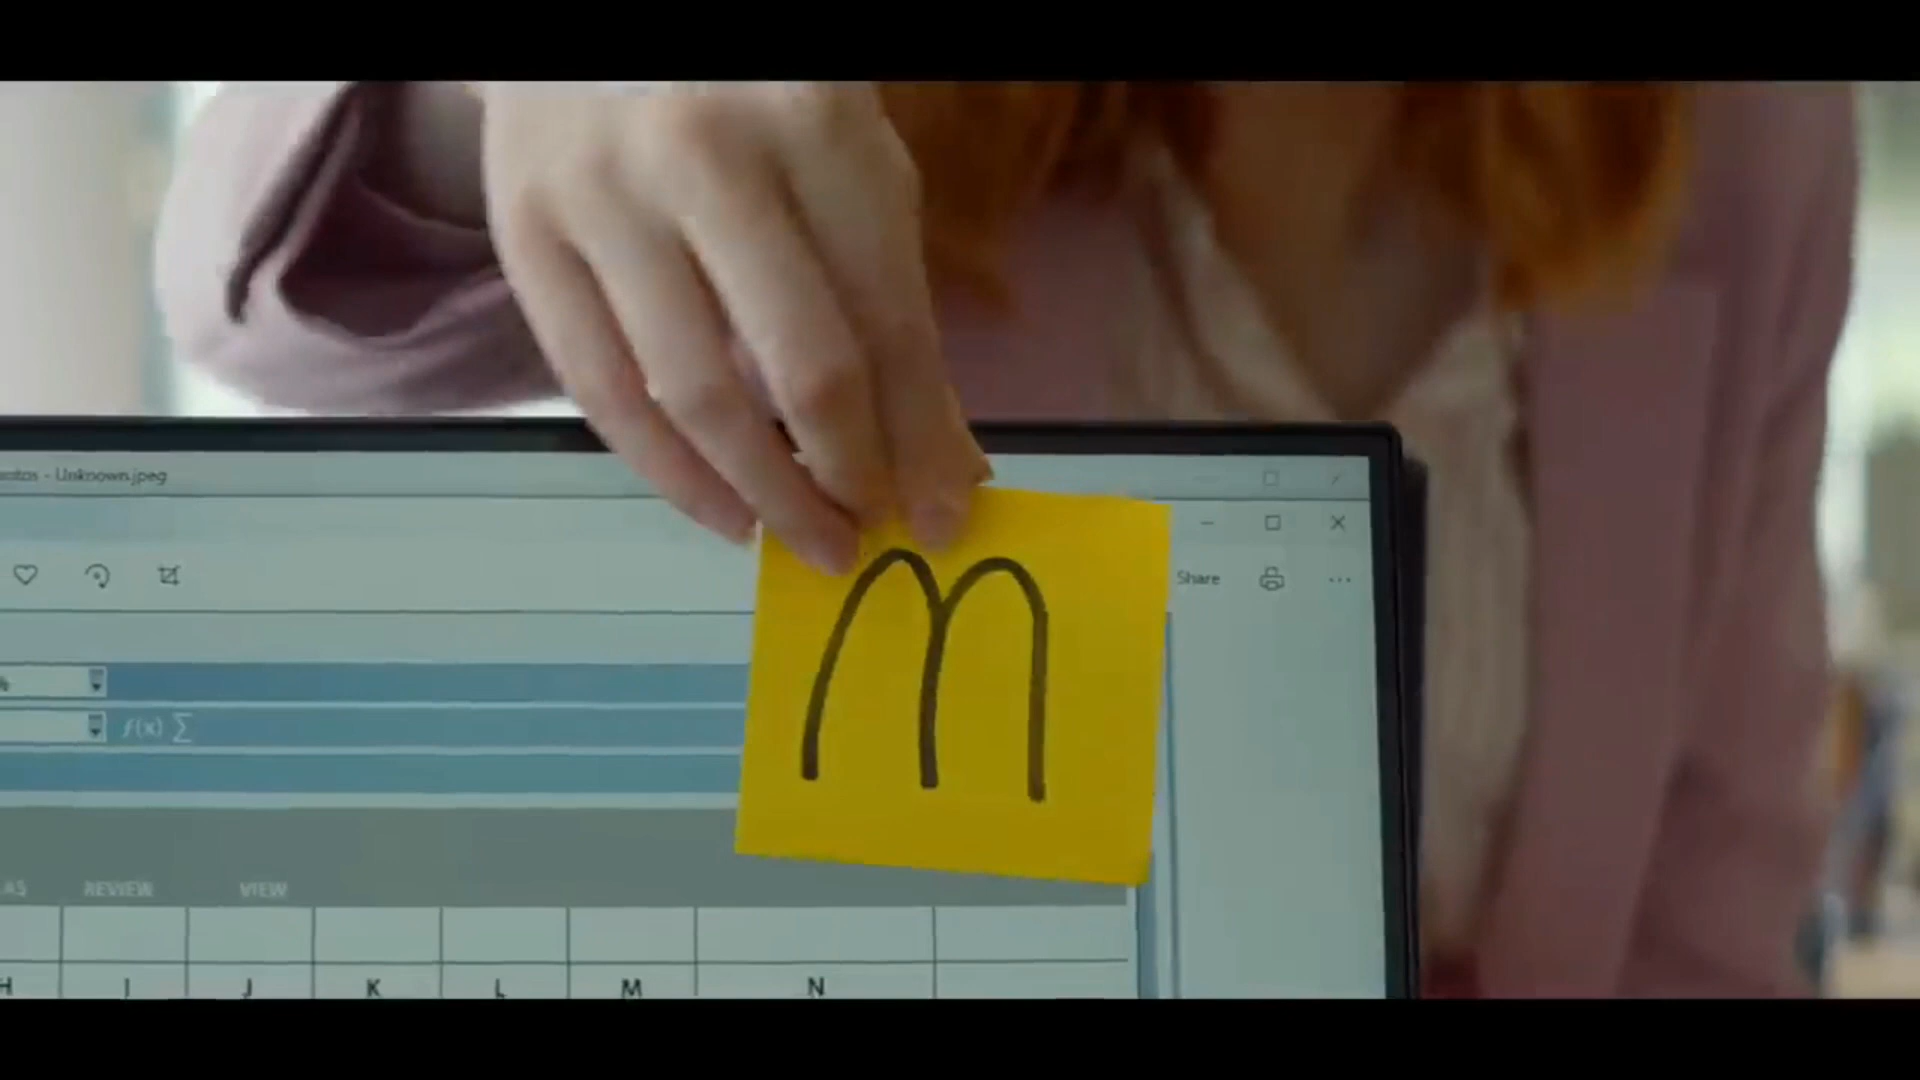 - Unknown.jpeg
m
Share
f(x) Σ
REVIEW VIEW
H I J K L M N